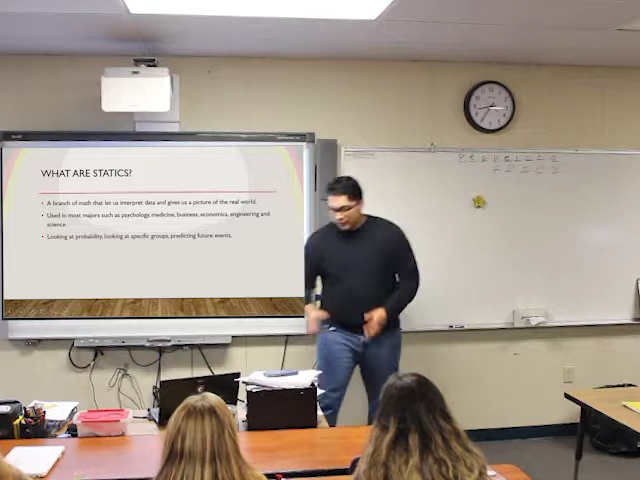 WHAT ARE STATICS?
• A branch of math that let us interpret data and gives us a picture of the real world.
• Used in most majors such as psychology, medicine, business, economics, engineering and
science.
• Looking at probability, looking at specific groups, predicting future events.